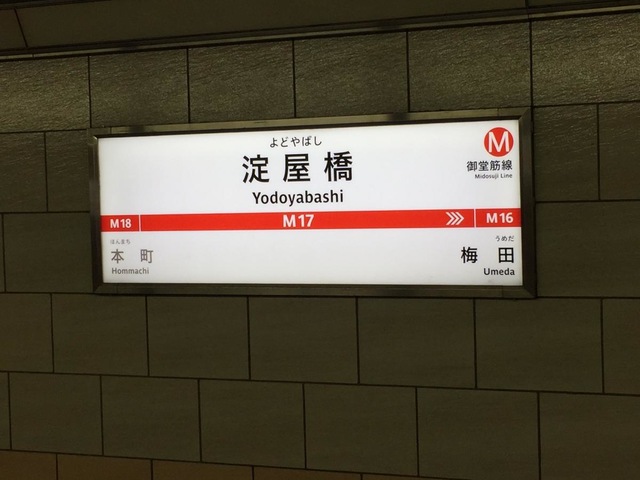 よどやばし
淀屋橋
Yodoyabashi
M
御堂筋線
Midosuji Line
M18
M17
M16
ほんまち
本町
Hommachi
うめだ
梅田
Umeda